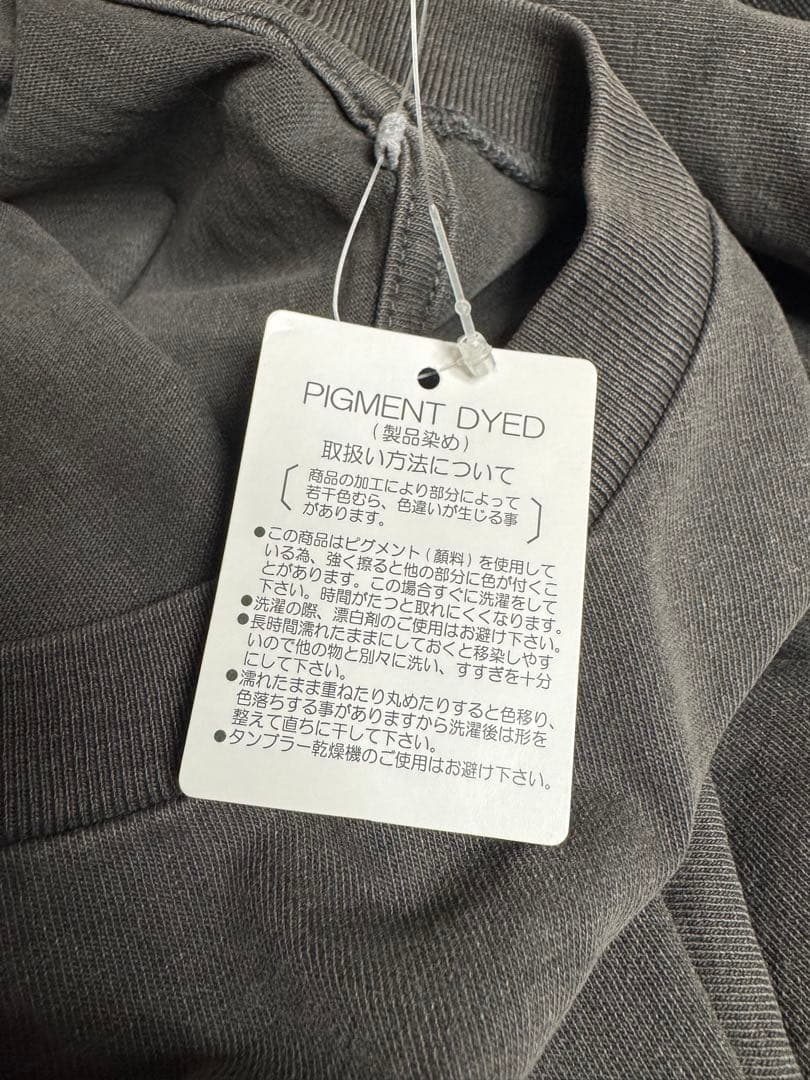 PIGMENT DYED
(製品染め)
取扱い方法について
商品の加工により部分によって
若干色むら、色違いが生じる事
があります。
●この商品はピグメント(顔料)を使用して
いる為、強く擦ると他の部分に色が付くこ
とがあります。この場合すぐに洗濯をして
下さい。時間がたつと取れにくくなります。
●洗濯の際、漂白剤のご使用はお避け下さい。
●長時間濡れたままにしておくと移染しやす
いので他の物と別々に洗い、すすぎを十分
にして下さい。
●濡れたまま重ねたり丸めたりすると色移り、
色落ちする事がありますから洗濯後は形を
整えて直ちに干して下さい。
●タンブラー乾燥機のご使用はお避け下さい。